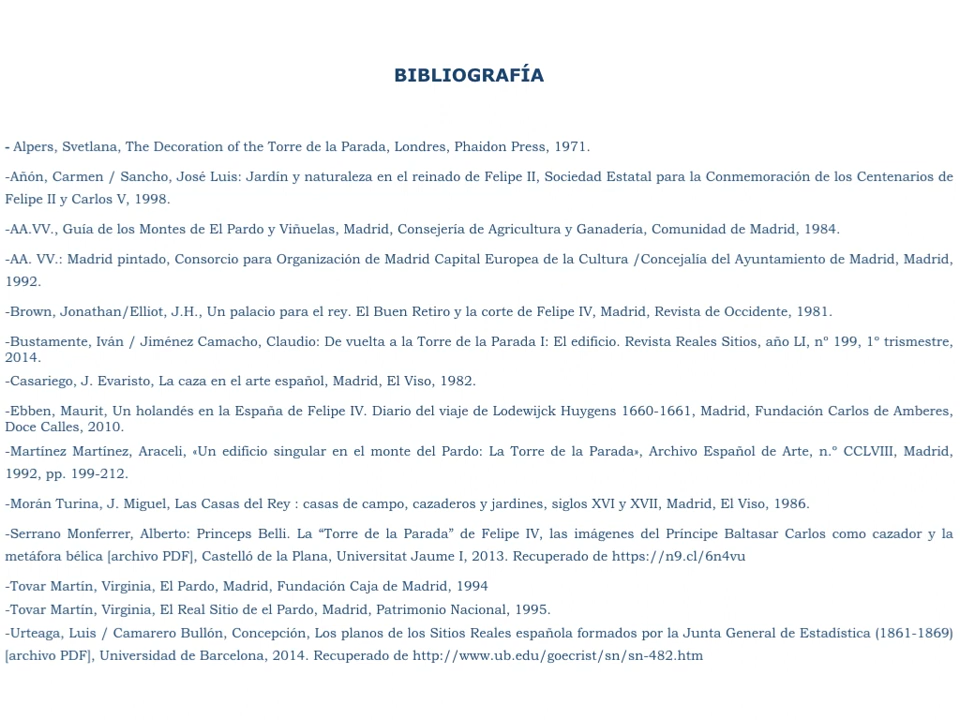 BIBLIOGRAFÍA
- Alpers, Svetlana, The Decoration of the Torre de la Parada, Londres, Phaidon Press, 1971.
-Añón, Carmen / Sancho, José Luis: Jardín y naturaleza en el reinado de Felipe II, Sociedad Estatal para la Conmemoración de los Centenarios de
Felipe II y Carlos V, 1998.
-AA.VV., Guía de los Montes de El Pardo y Viñuelas, Madrid, Consejería de Agricultura y Ganadería, Comunidad de Madrid, 1984.
-AA. VV.: Madrid pintado, Consorcio para Organización de Madrid Capital Europea de la Cultura /Concejalía del Ayuntamiento de Madrid, Madrid,
1992.
-Brown, Jonathan/Elliot, J.H., Un palacio para el rey. El Buen Retiro y la corte de Felipe IV, Madrid, Revista de Occidente, 1981.
-Bustamente, Iván / Jiménez Camacho, Claudio: De vuelta a la Torre de la Parada I: El edificio. Revista Reales Sitios, año LI, nº 199, 1º trismestre,
2014.
-Casariego, J. Evaristo, La caza en el arte español, Madrid, El Viso, 1982.
-Ebben, Maurit, Un holandés en la España de Felipe IV. Diario del viaje de Lodewijck Huygens 1660-1661, Madrid, Fundación Carlos de Amberes,
Doce Calles, 2010.
-Martínez Martínez, Araceli, «Un edificio singular en el monte del Pardo: La Torre de la Parada», Archivo Español de Arte, n.º CCLVIII, Madrid,
1992, pp. 199-212.
-Morán Turina, J. Miguel, Las Casas del Rey : casas de campo, cazaderos y jardines, siglos XVI y XVII, Madrid, El Viso, 1986.
-Serrano Monferrer, Alberto: Princeps Belli. La “Torre de la Parada” de Felipe IV, las imágenes del Príncipe Baltasar Carlos como cazador y la
metáfora bélica [archivo PDF], Castelló de la Plana, Universitat Jaume I, 2013. Recuperado de https://n9.cl/6n4vu
-Tovar Martín, Virginia, El Pardo, Madrid, Fundación Caja de Madrid, 1994
-Tovar Martín, Virginia, El Real Sitio de el Pardo, Madrid, Patrimonio Nacional, 1995.
-Urteaga, Luis / Camarero Bullón, Concepción, Los planos de los Sitios Reales española formados por la Junta General de Estadística (1861-1869)
[archivo PDF], Universidad de Barcelona, 2014. Recuperado de http://www.ub.edu/goecrist/sn/sn-482.htm